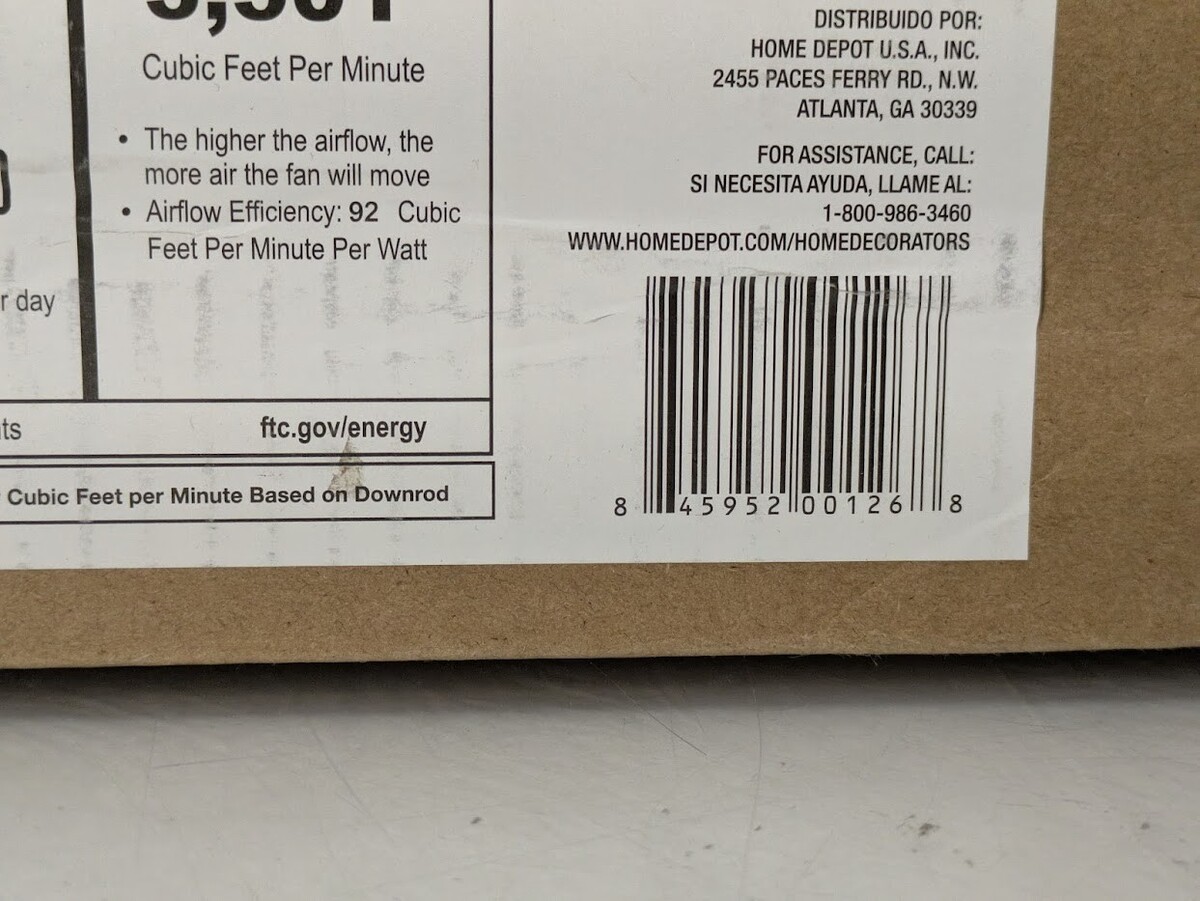 Cubic Feet Per Minute
• The higher the airflow, the
more air the fan will move
• Airflow Efficiency: 92 Cubic
Feet Per Minute Per Watt
r day
ts
ftc.gov/energy
Cubic Feet per Minute Based on Downrod
DISTRIBUIDO POR:
HOME DEPOT U.S.A., INC.
2455 PACES FERRY RD., N.W.
ATLANTA, GA 30339
FOR ASSISTANCE, CALL:
SI NECESITA AYUDA, LLAME AL:
1-800-986-3460
WWW.HOMEDEPOT.COM/HOMEDECORATORS
8 45952 00126 8